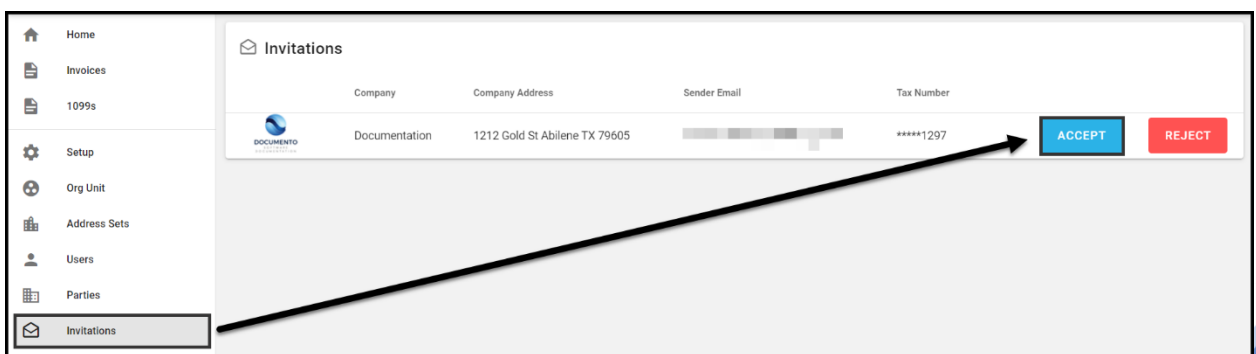 Home
Invoices
1099s
Setup
Org Unit
Address Sets
Users
Parties
Invitations
Invitations
Company Company Address Sender Email Tax Number
DOCUMENTO
Documentation 1212 Gold St Abilene TX 79605 *****1297 ACCEPT REJECT